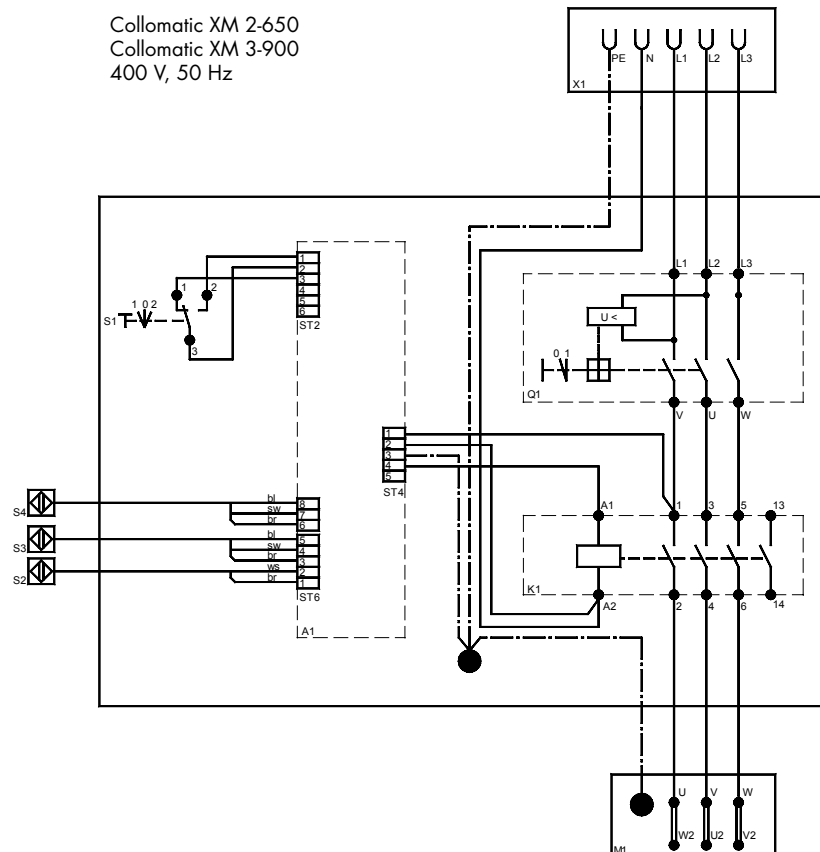 Collomatic XM 2-650
Collomatic XM 3-900
400 V, 50 Hz
PE N L1 L2 L3
X1
L1 L2 L3
1
2
3
4
5
6
ST2
1 2
1 0 2
S1
3
U <
0 1
Q1
V U W
1
2
3
4
5
ST4
S4
bl
sw
br
8
7
6
S3
bl
sw
br
5
4
3
S2
ws
br
2
1
ST6
A1
A1 1 3 5 13
K1
A2 2 4 6 14
U V W
W2 U2 V2
M1